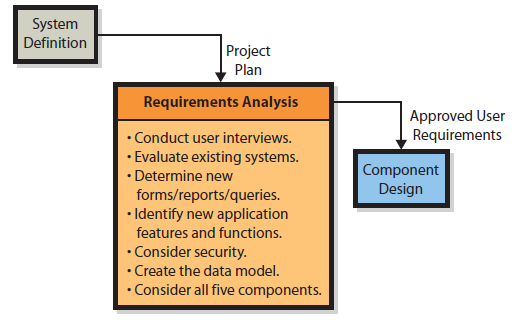 System
Definition
Project
Plan
Requirements Analysis
• Conduct user interviews.
• Evaluate existing systems.
• Determine new
forms/reports/queries.
• Identify new application
features and functions.
• Consider security.
• Create the data model.
• Consider all five components.
Approved User
Requirements
Component
Design